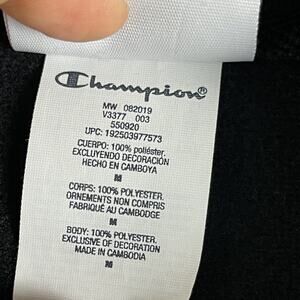 Champion®
MW 082019
V3377 003
550920
UPC: 192503977573
CUERPO: 100% poliéster.
EXCLUYENDO DECORACIÓN
HECHO EN CAMBOYA
M
CORPS: 100% POLYESTER.
ORNEMENTS NON COMPRIS
FABRIQUÉ AU CAMBODGE
M
BODY: 100% POLYESTER.
EXCLUSIVE OF DECORATION
MADE IN CAMBODIA
M